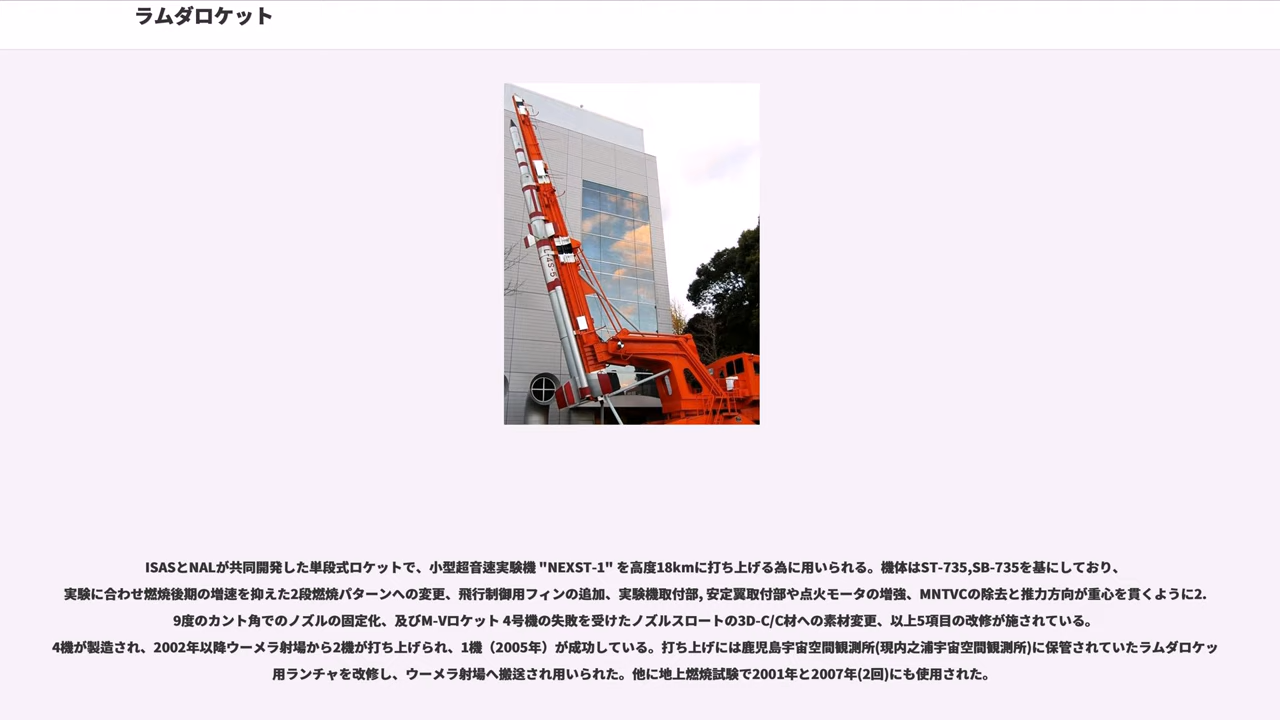 ラムダロケット
L-4S-5
ISASとNALが共同開発した単段式ロケットで、小型超音速実験機 "NEXST-1" を高度18kmに打ち上げる為に用いられる。機体はST-735,SB-735を基にしており、
実験に合わせ燃焼後期の増速を抑えた2段燃焼パターンへの変更、飛行制御用フィンの追加、実験機取付部, 安定翼取付部や点火モータの増強、MNTVCの除去と推力方向が重心を貫くように2.
9度のカント角でのノズルの固定化、及びM-Vロケット 4号機の失敗を受けたノズルスロートの3D-C/C材への素材変更、以上5項目の改修が施されている。
4機が製造され、2002年以降ウーメラ射場から2機が打ち上げられ、1機（2005年）が成功している。打ち上げには鹿児島宇宙空間観測所(現内之浦宇宙空間観測所)に保管されていたラムダロケッ
用ランチャを改修し、ウーメラ射場へ搬送され用いられた。他に地上燃焼試験で2001年と2007年(2回)にも使用された。